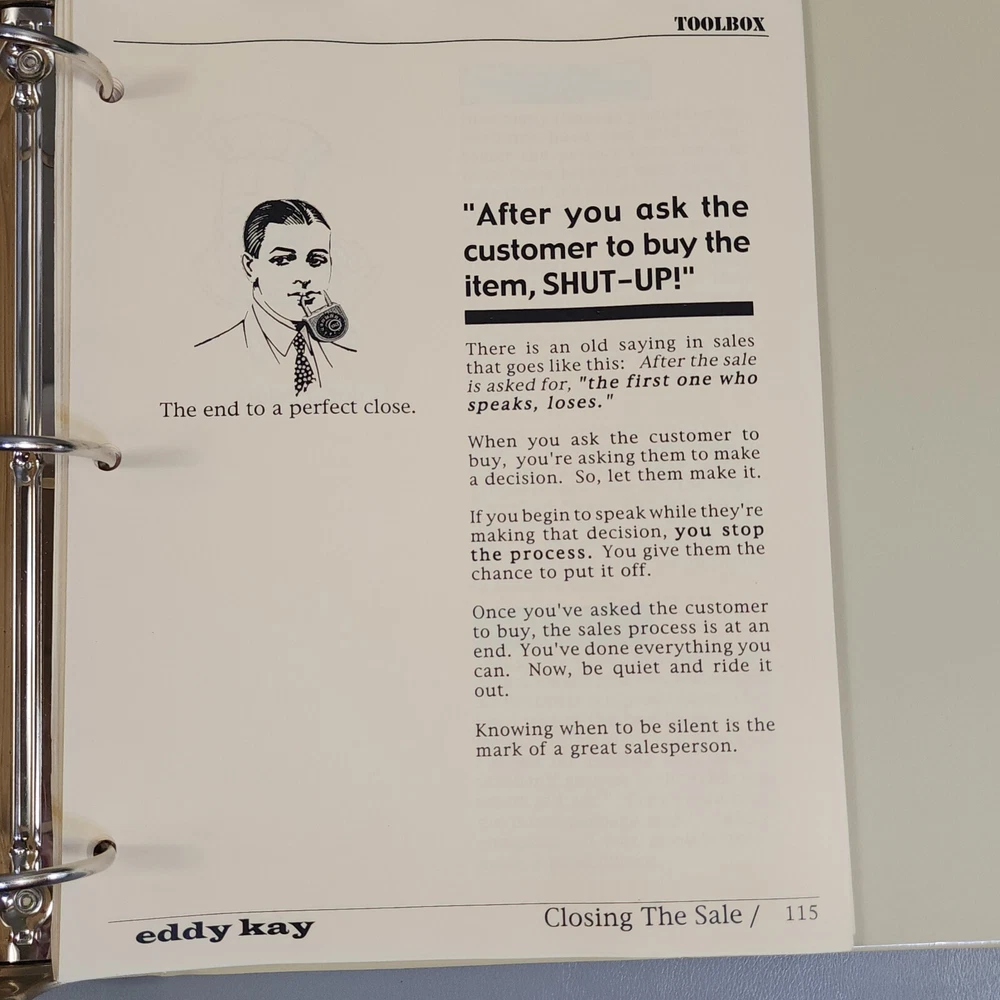 TOOLBOX
"After you ask the
customer to buy the
item, SHUT-UP!"
The end to a perfect close.
There is an old saying in sales
that goes like this: After the sale
is asked for, "the first one who
speaks, loses."
When you ask the customer to
buy, you're asking them to make
a decision. So, let them make it.
If you begin to speak while they're
making that decision, you stop
the process. You give them the
chance to put it off.
Once you've asked the customer
to buy, the sales process is at an
end. You've done everything you
can. Now, be quiet and ride it
out.
Knowing when to be silent is the
mark of a great salesperson.
eddy kay
Closing The Sale / 115